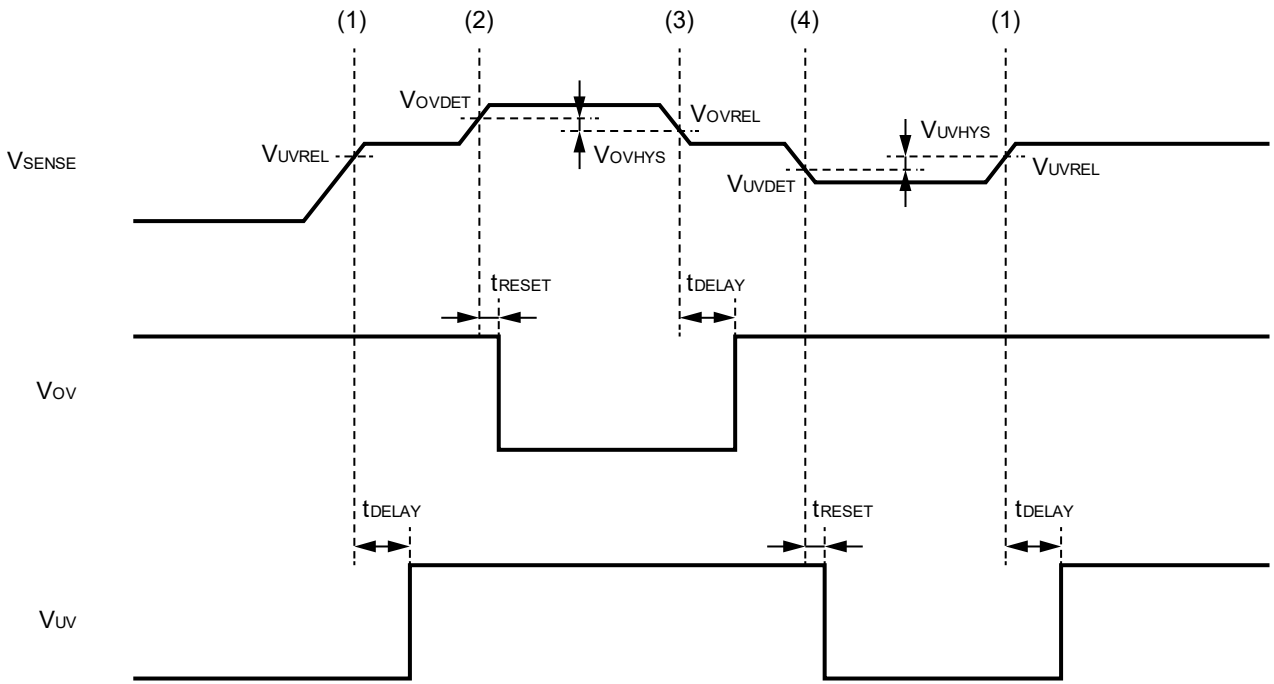 (1) (2) (3) (4) (1)
VOVDET VOVREL VUVHYS
VUVREL VOVHYS
VSENSE VUVDET VUVREL
tRESET tDELAY
VOV
tDELAY tRESET tDELAY
VUV